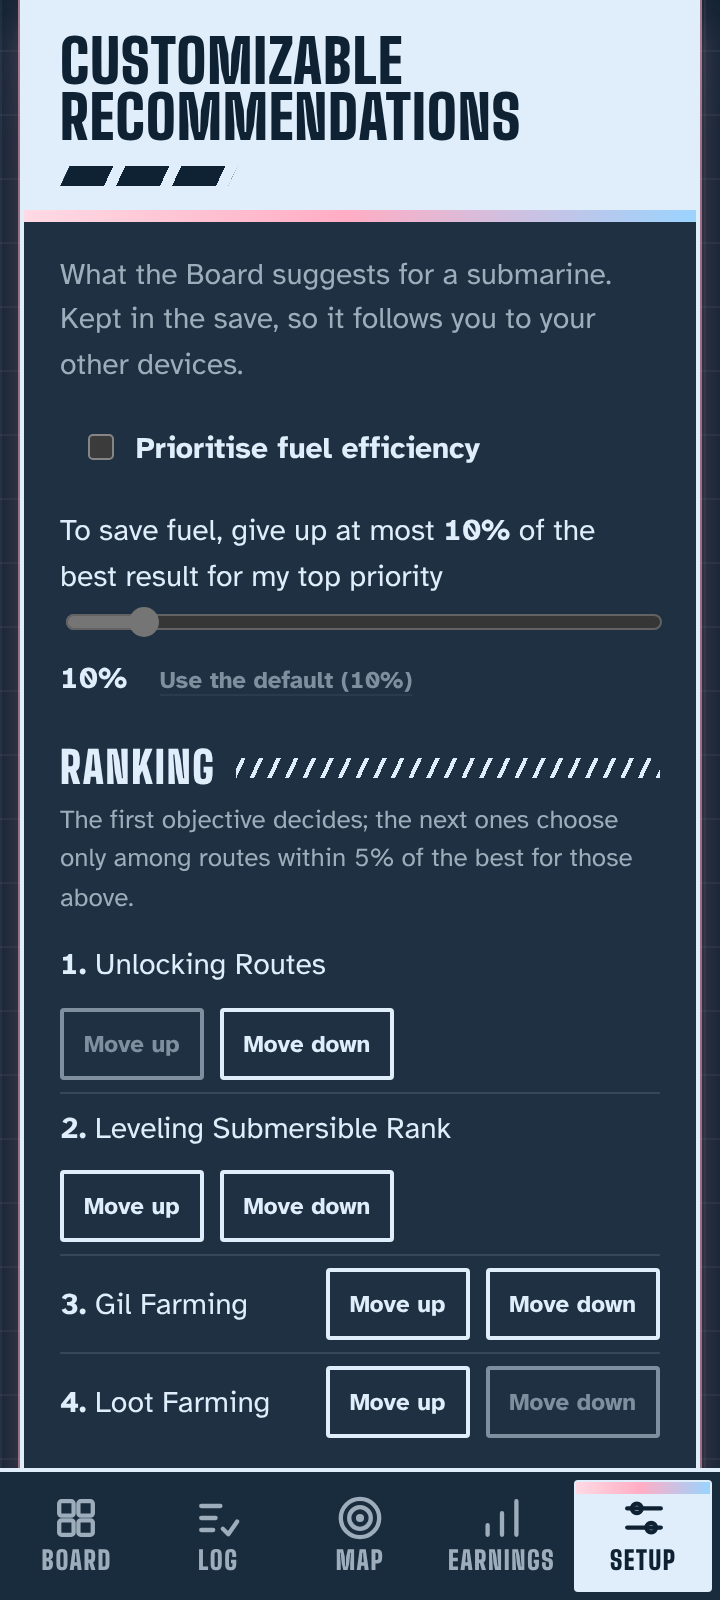 CUSTOMIZABLE
RECOMMENDATIONS
What the Board suggests for a submarine.
Kept in the save, so it follows you to your
other devices.
Prioritise fuel efficiency
To save fuel, give up at most 10% of the
best result for my top priority
10% Use the default (10%)
RANKING
The first objective decides; the next ones choose
only among routes within 5% of the best for those
above.
1. Unlocking Routes
Move up Move down
2. Leveling Submersible Rank
Move up Move down
3. Gil Farming Move up Move down
4. Loot Farming Move up Move down
BOARD LOG MAP EARNINGS SETUP